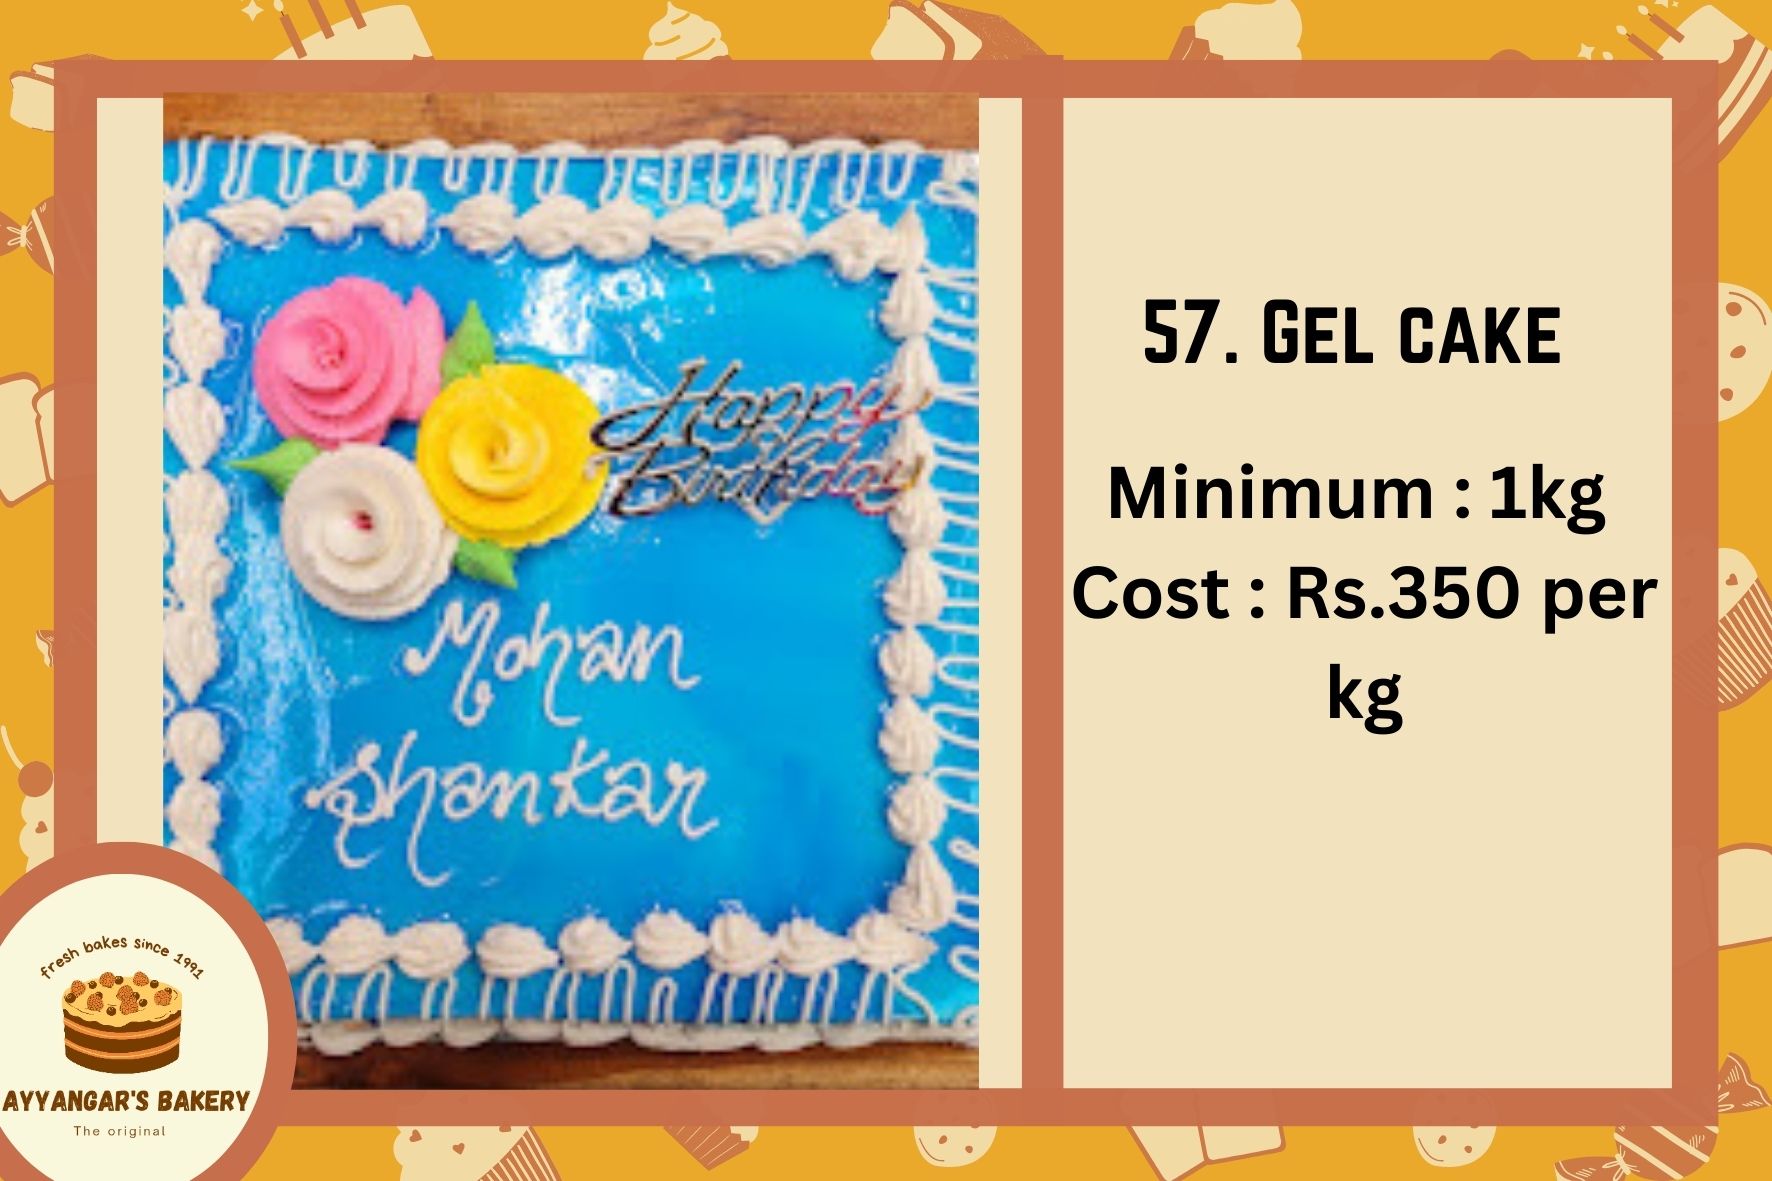 57. GEL CAKE
Minimum : 1kg
Cost : Rs.350 per
kg
Happy
Birthday
Mohan
Shankar
fresh bakes since 1991
AYYANGAR'S BAKERY
The original